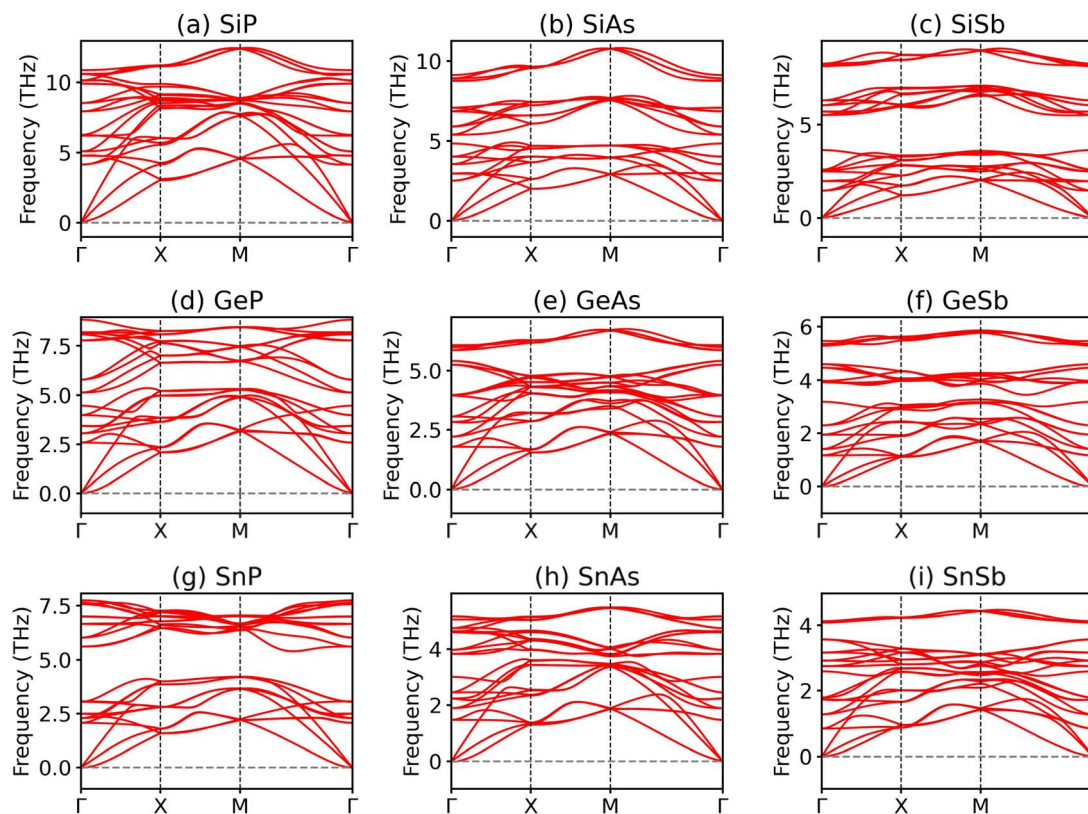 (a) SiP
(b) SiAs
(c) SiSb
Frequency (THz)
10
5
0
Γ X M Γ
Frequency (THz)
10
5
0
Γ X M Γ
Frequency (THz)
5
0
Γ X M Γ
(d) GeP
(e) GeAs
(f) GeSb
Frequency (THz)
7.5
5.0
2.5
0.0
Γ X M Γ
Frequency (THz)
5.0
2.5
0.0
Γ X M Γ
Frequency (THz)
6
4
2
0
Γ X M Γ
(g) SnP
(h) SnAs
(i) SnSb
Frequency (THz)
7.5
5.0
2.5
0.0
Γ X M Γ
Frequency (THz)
4
2
0
Γ X M Γ
Frequency (THz)
4
2
0
Γ X M Γ